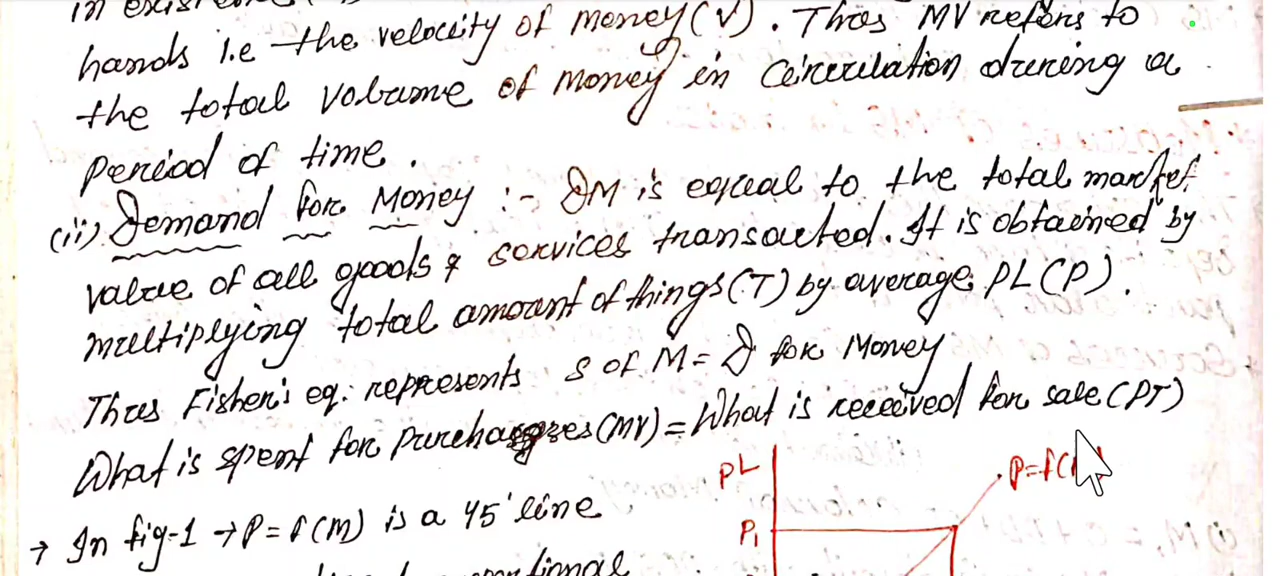 in exis
hands i.e the velocity of money (V). Thus MV refers to
the total volume of money in circulation during a
period of time.
(ii) Demand for Money :- DM is equal to the total market
value of all goods & services transacted. It is obtained by
multiplying total amount of things (T) by average PL (P).
Thus Fisher's eq. represents S of M = D for Money
What is spent for purchases (MV) = What is received for sale (PT)
PL
P=f(
→ In fig-1 → P = f(M) is a 45° line
P₁